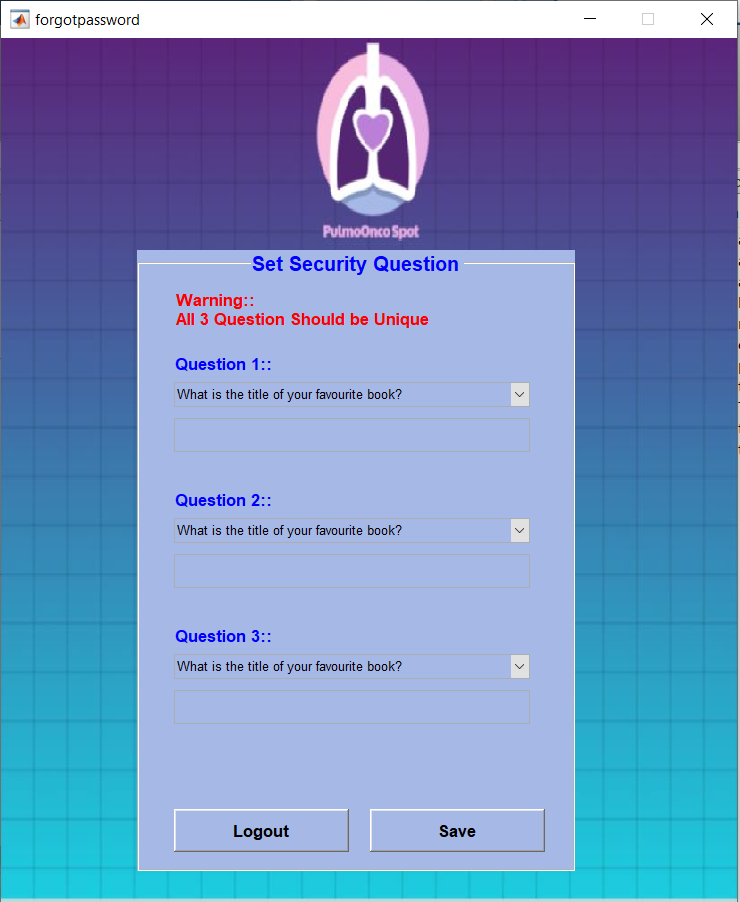 forgotpassword
PulmoOnco Spot
Set Security Question
Warning::
All 3 Question Should be Unique
Question 1::
What is the title of your favourite book?
Question 2::
What is the title of your favourite book?
Question 3::
What is the title of your favourite book?
Logout Save